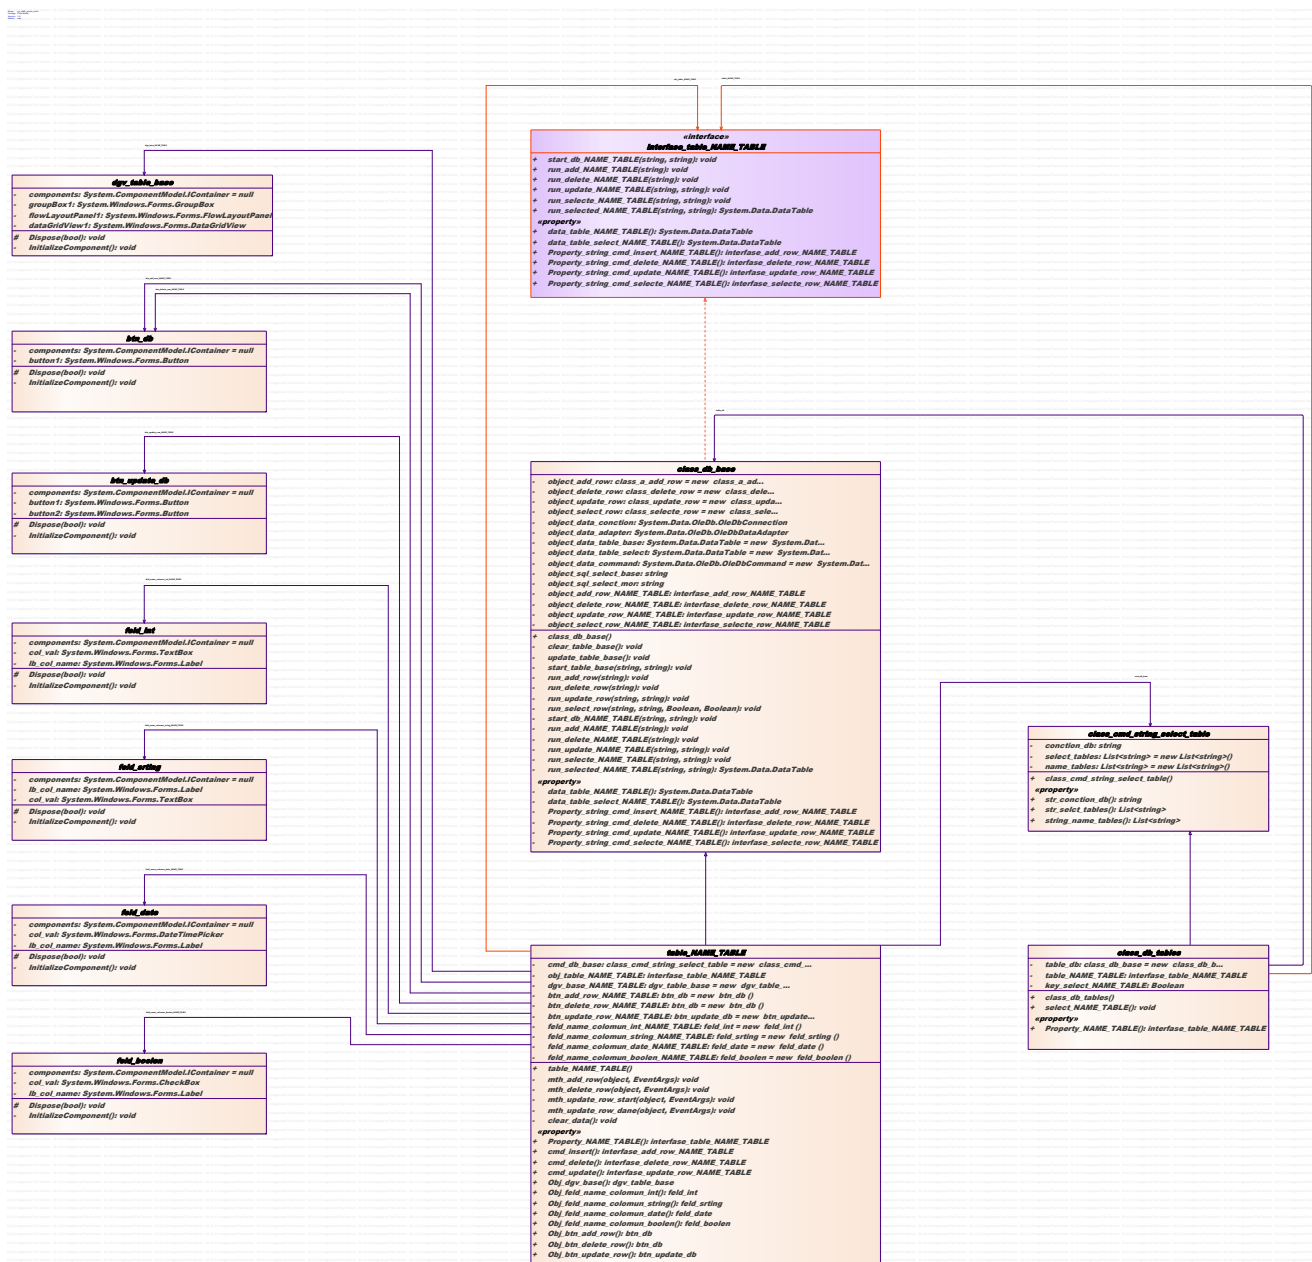 «interface»
interfase_table_NAME_TABLE
+ start_db_NAME_TABLE(string, string): void
+ run_add_NAME_TABLE(string): void
+ run_delete_NAME_TABLE(string): void
+ run_update_NAME_TABLE(string, string): void
+ run_selecte_NAME_TABLE(string, string): void
+ run_selected_NAME_TABLE(string, string): System.Data.DataTable
«property»
+ data_table_NAME_TABLE(): System.Data.DataTable
+ data_table_select_NAME_TABLE(): System.Data.DataTable
+ Property_string_cmd_insert_NAME_TABLE(): interfase_add_row_NAME_TABLE
+ Property_string_cmd_delete_NAME_TABLE(): interfase_delete_row_NAME_TABLE
+ Property_string_cmd_update_NAME_TABLE(): interfase_update_row_NAME_TABLE
+ Property_string_cmd_selecte_NAME_TABLE(): interfase_selecte_row_NAME_TABLE
dgv_table_base
- components: System.ComponentModel.IContainer = null
- groupBox1: System.Windows.Forms.GroupBox
- flowLayoutPanel1: System.Windows.Forms.FlowLayoutPanel
- dataGridView1: System.Windows.Forms.DataGridView
# Dispose(bool): void
- InitializeComponent(): void
btn_db
- components: System.ComponentModel.IContainer = null
- button1: System.Windows.Forms.Button
# Dispose(bool): void
- InitializeComponent(): void
btn_update_db
- components: System.ComponentModel.IContainer = null
- button1: System.Windows.Forms.Button
- button2: System.Windows.Forms.Button
# Dispose(bool): void
- InitializeComponent(): void
feld_int
- components: System.ComponentModel.IContainer = null
- col_val: System.Windows.Forms.TextBox
- lb_col_name: System.Windows.Forms.Label
# Dispose(bool): void
- InitializeComponent(): void
feld_srting
- components: System.ComponentModel.IContainer = null
- lb_col_name: System.Windows.Forms.Label
- col_val: System.Windows.Forms.TextBox
# Dispose(bool): void
- InitializeComponent(): void
feld_date
- components: System.ComponentModel.IContainer = null
- col_val: System.Windows.Forms.DateTimePicker
- lb_col_name: System.Windows.Forms.Label
# Dispose(bool): void
- InitializeComponent(): void
feld_boolen
- components: System.ComponentModel.IContainer = null
- col_val: System.Windows.Forms.CheckBox
- lb_col_name: System.Windows.Forms.Label
# Dispose(bool): void
- InitializeComponent(): void
class_db_base
- object_add_row: class_a_add_row = new class_a_ad...
- object_delete_row: class_delete_row = new class_dele...
- object_update_row: class_update_row = new class_upda...
- object_select_row: class_selecte_row = new class_sele...
- object_data_conction: System.Data.OleDb.OleDbConnection
- object_data_adapter: System.Data.OleDb.OleDbDataAdapter
- object_data_table_base: System.Data.DataTable = new System.Dat...
- object_data_table_select: System.Data.DataTable = new System.Dat...
- object_data_command: System.Data.OleDb.OleDbCommand = new System.Dat...
- object_sql_select_base: string
- object_sql_select_mor: string
- object_add_row_NAME_TABLE: interfase_add_row_NAME_TABLE
- object_delete_row_NAME_TABLE: interfase_delete_row_NAME_TABLE
- object_update_row_NAME_TABLE: interfase_update_row_NAME_TABLE
- object_select_row_NAME_TABLE: interfase_selecte_row_NAME_TABLE
+ class_db_base()
- clear_table_base(): void
- update_table_base(): void
- start_table_base(string, string): void
- run_add_row(string): void
- run_delete_row(string): void
- run_update_row(string, string): void
- run_select_row(string, string, Boolean, Boolean): void
- start_db_NAME_TABLE(string, string): void
- run_add_NAME_TABLE(string): void
- run_delete_NAME_TABLE(string): void
- run_update_NAME_TABLE(string, string): void
- run_selecte_NAME_TABLE(string, string): void
- run_selected_NAME_TABLE(string, string): System.Data.DataTable
«property»
- data_table_NAME_TABLE(): System.Data.DataTable
- data_table_select_NAME_TABLE(): System.Data.DataTable
- Property_string_cmd_insert_NAME_TABLE(): interfase_add_row_NAME_TABLE
- Property_string_cmd_delete_NAME_TABLE(): interfase_delete_row_NAME_TABLE
- Property_string_cmd_update_NAME_TABLE(): interfase_update_row_NAME_TABLE
- Property_string_cmd_selecte_NAME_TABLE(): interfase_selecte_row_NAME_TABLE
class_cmd_string_select_table
- conction_db: string
- select_tables: List<string> = new List<string>()
- name_tables: List<string> = new List<string>()
+ class_cmd_string_select_table()
«property»
+ str_conction_db(): string
+ str_selct_tables(): List<string>
+ string_name_tables(): List<string>
table_NAME_TABLE
- cmd_db_base: class_cmd_string_select_table = new class_cmd_...
- obj_table_NAME_TABLE: interfase_table_NAME_TABLE
- dgv_base_NAME_TABLE: dgv_table_base = new dgv_table_...
- btn_add_row_NAME_TABLE: btn_db = new btn_db ()
- btn_delete_row_NAME_TABLE: btn_db = new btn_db ()
- btn_update_row_NAME_TABLE: btn_update_db = new btn_update...
- feld_name_colomun_int_NAME_TABLE: feld_int = new feld_int ()
- feld_name_colomun_string_NAME_TABLE: feld_srting = new feld_srting ()
- feld_name_colomun_date_NAME_TABLE: feld_date = new feld_date ()
- feld_name_colomun_boolen_NAME_TABLE: feld_boolen = new feld_boolen ()
+ table_NAME_TABLE()
- mth_add_row(object, EventArgs): void
- mth_delete_row(object, EventArgs): void
- mth_update_row_start(object, EventArgs): void
- mth_update_row_dane(object, EventArgs): void
- clear_data(): void
«property»
+ Property_NAME_TABLE(): interfase_table_NAME_TABLE
+ cmd_insert(): interfase_add_row_NAME_TABLE
+ cmd_delete(): interfase_delete_row_NAME_TABLE
+ cmd_update(): interfase_update_row_NAME_TABLE
+ Obj_dgv_base(): dgv_table_base
+ Obj_feld_name_colomun_int(): feld_int
+ Obj_feld_name_colomun_string(): feld_srting
+ Obj_feld_name_colomun_date(): feld_date
+ Obj_feld_name_colomun_boolen(): feld_boolen
+ Obj_btn_add_row(): btn_db
+ Obj_btn_delete_row(): btn_db
+ Obj_btn_update_row(): btn_update_db
class_db_tables
- table_db: class_db_base = new class_db_b...
- table_NAME_TABLE: interfase_table_NAME_TABLE
- key_select_NAME_TABLE: Boolean
+ class_db_tables()
+ select_NAME_TABLE(): void
«property»
+ Property_NAME_TABLE(): interfase_table_NAME_TABLE